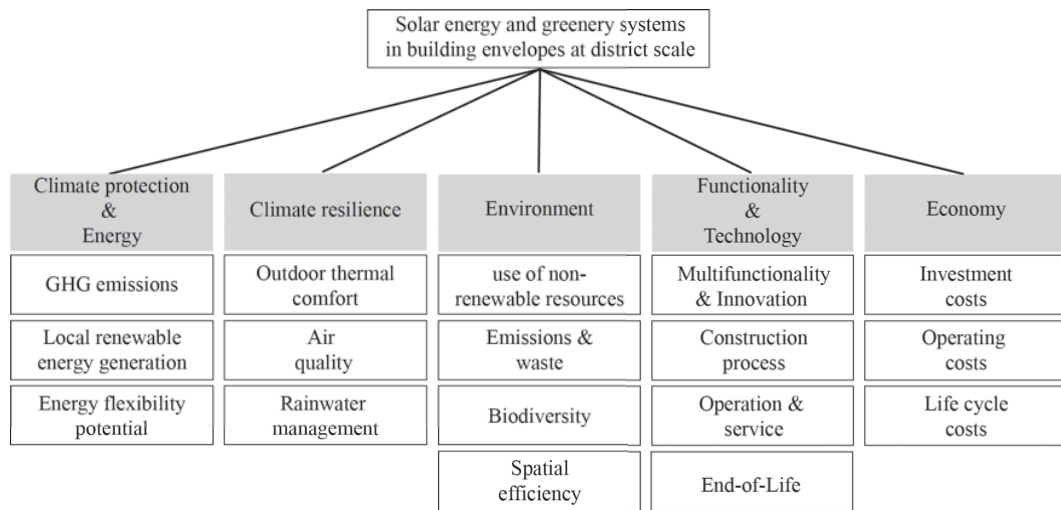 Solar energy and greenery systems
in building envelopes at district scale
Climate protection
&
Energy
GHG emissions
Local renewable
energy generation
Energy flexibility
potential
Climate resilience
Outdoor thermal
comfort
Air
quality
Rainwater
management
Environment
use of non-
renewable resources
Emissions &
waste
Biodiversity
Spatial
efficiency
Functionality
&
Technology
Multifunctionality
& Innovation
Construction
process
Operation &
service
End-of-Life
Economy
Investment
costs
Operating
costs
Life cycle
costs